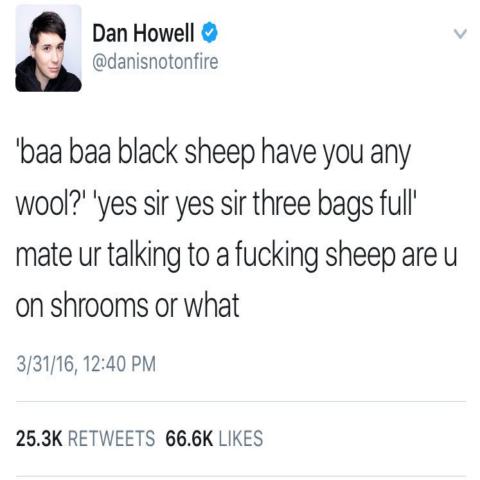 Dan Howell
@danisnotonfire
'baa baa black sheep have you any
wool?' 'yes sir yes sir three bags full'
mate ur talking to a fucking sheep are u
on shrooms or what
3/31/16, 12:40 PM
25.3K RETWEETS 66.6K LIKES